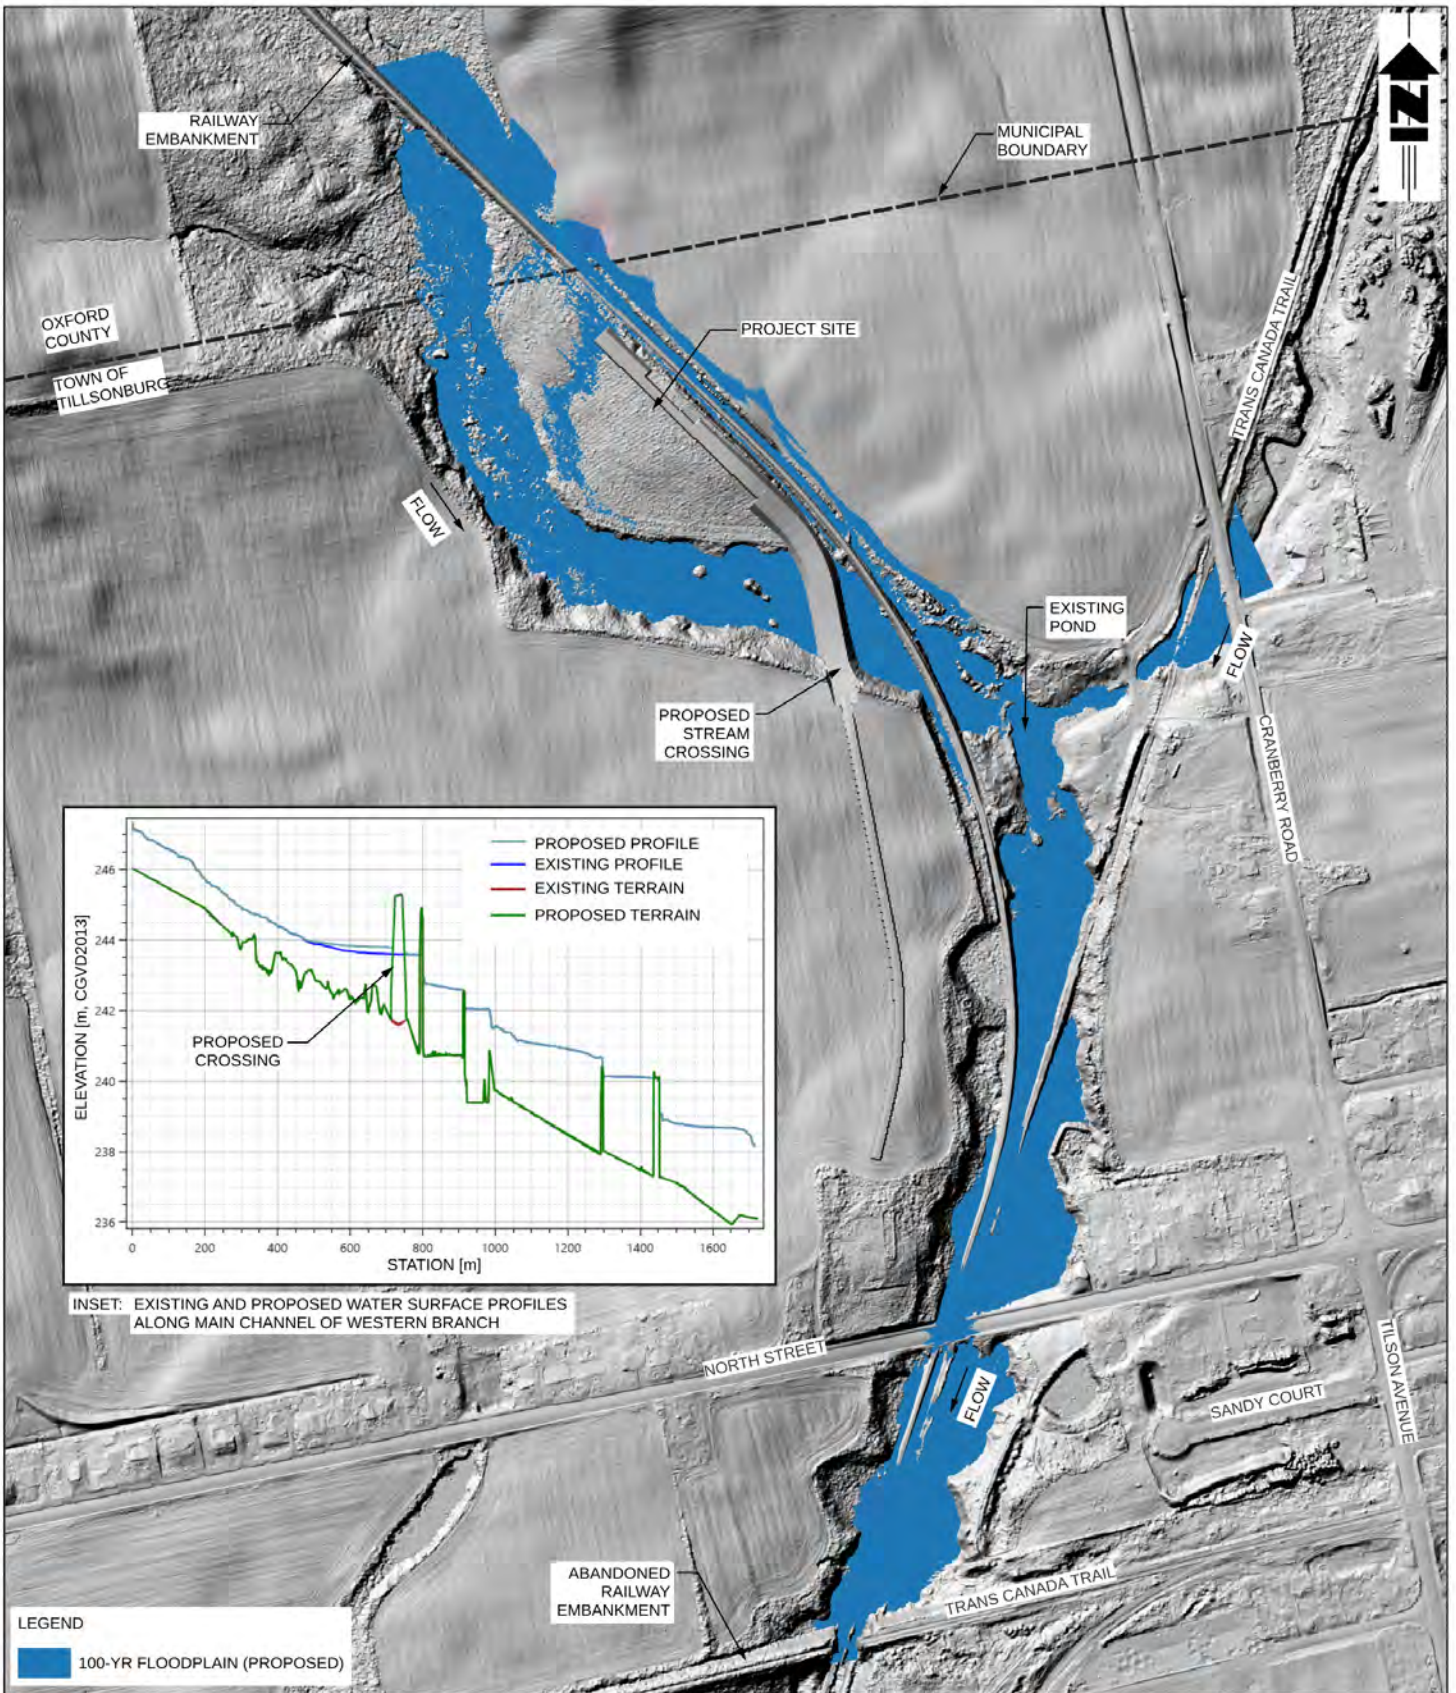 N
RAILWAY
EMBANKMENT
MUNICIPAL
BOUNDARY
OXFORD
COUNTY
TOWN OF
TILLSONBURG
PROJECT SITE
TRANS CANADA TRAIL
FLOW
EXISTING
POND
FLOW
PROPOSED
STREAM
CROSSING
CRANBERRY ROAD
PROPOSED PROFILE
EXISTING PROFILE
EXISTING TERRAIN
PROPOSED TERRAIN
PROPOSED
CROSSING
ELEVATION [m, CGVD2013]
246
244
242
240
238
236
0 200 400 600 800 1000 1200 1400 1600
STATION [m]
INSET: EXISTING AND PROPOSED WATER SURFACE PROFILES
ALONG MAIN CHANNEL OF WESTERN BRANCH
NORTH STREET
FLOW
SANDY COURT
TILSON AVENUE
ABANDONED
RAILWAY
EMBANKMENT
TRANS CANADA TRAIL
LEGEND
100-YR FLOODPLAIN (PROPOSED)